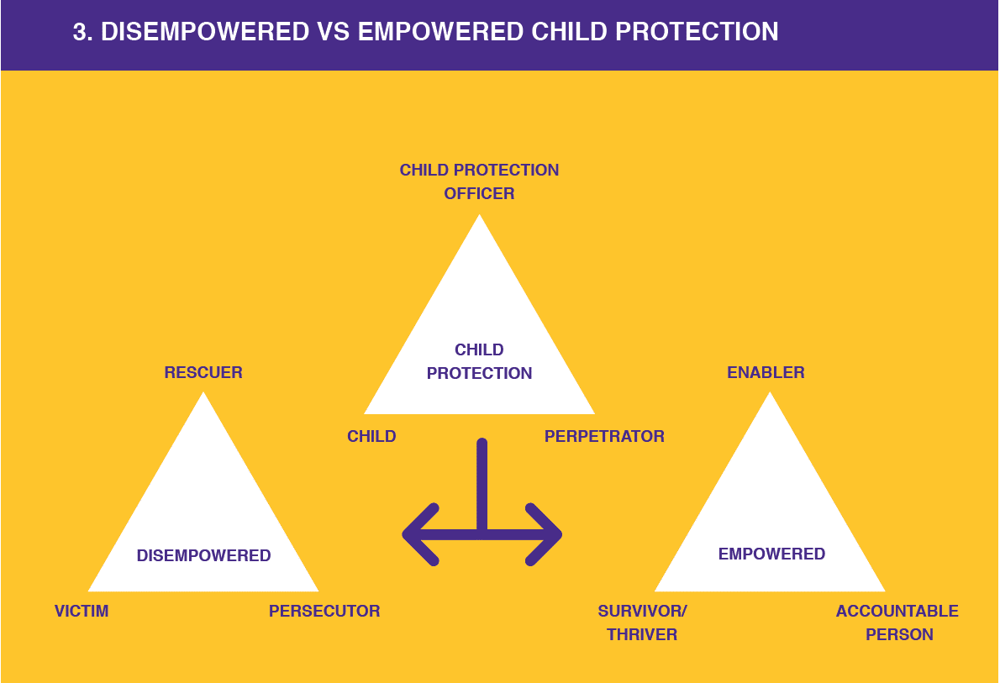 3. DISEMPOWERED VS EMPOWERED CHILD PROTECTION
CHILD PROTECTION
OFFICER
CHILD
PROTECTION
CHILD
PERPETRATOR
RESCUER
DISEMPOWERED
VICTIM
PERSECUTOR
ENABLER
EMPOWERED
SURVIVOR/
THRIVER
ACCOUNTABLE
PERSON